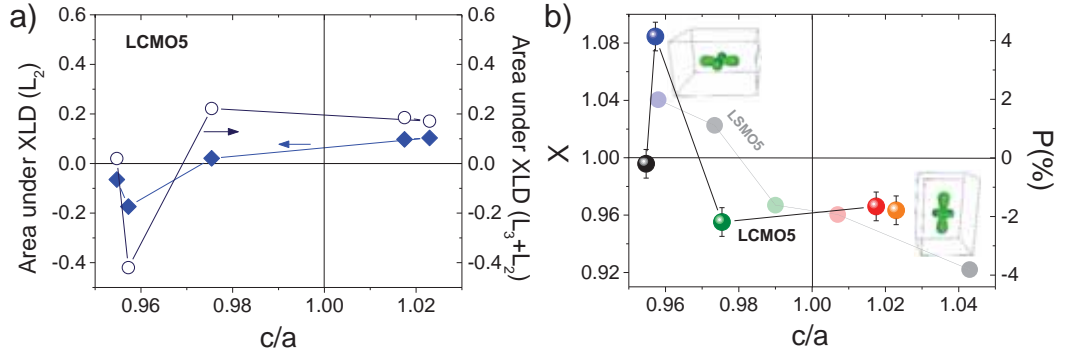 a)
LCMO5
0.6
0.4
0.2
0.0
-0.2
-0.4
0.6
0.4
0.2
0.0
-0.2
-0.4
0.96
0.98
1.00
1.02
c/a
Area under XLD (L₂)
Area under XLD (L₃+L₂)
b)
1.08
1.04
1.00
0.96
0.92
4
2
0
-2
-4
0.96
0.98
1.00
1.02
1.04
c/a
X
P(%)
LSMO5
LCMO5